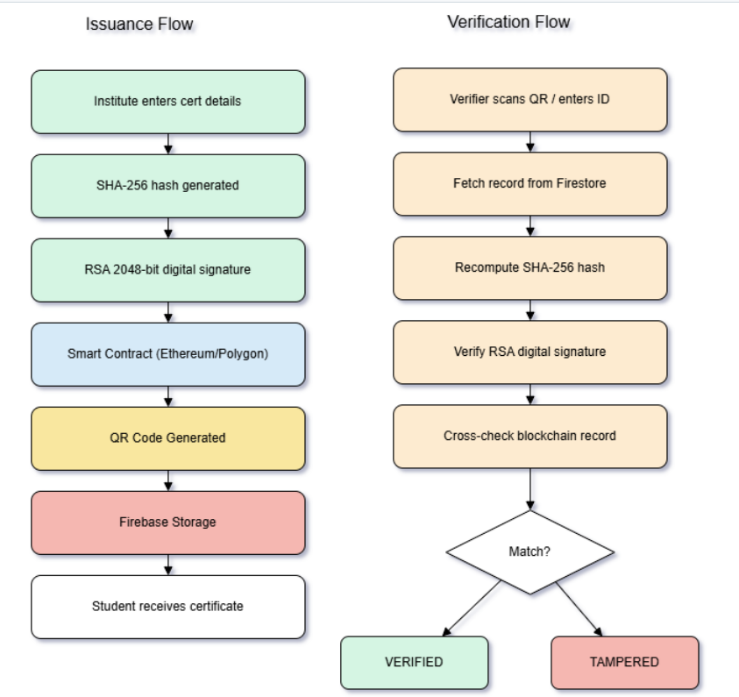 Issuance Flow
Institute enters cert details
SHA-256 hash generated
RSA 2048-bit digital signature
Smart Contract (Ethereum/Polygon)
QR Code Generated
Firebase Storage
Student receives certificate
Verification Flow
Verifier scans QR / enters ID
Fetch record from Firestore
Recompute SHA-256 hash
Verify RSA digital signature
Cross-check blockchain record
Match?
VERIFIED
TAMPERED